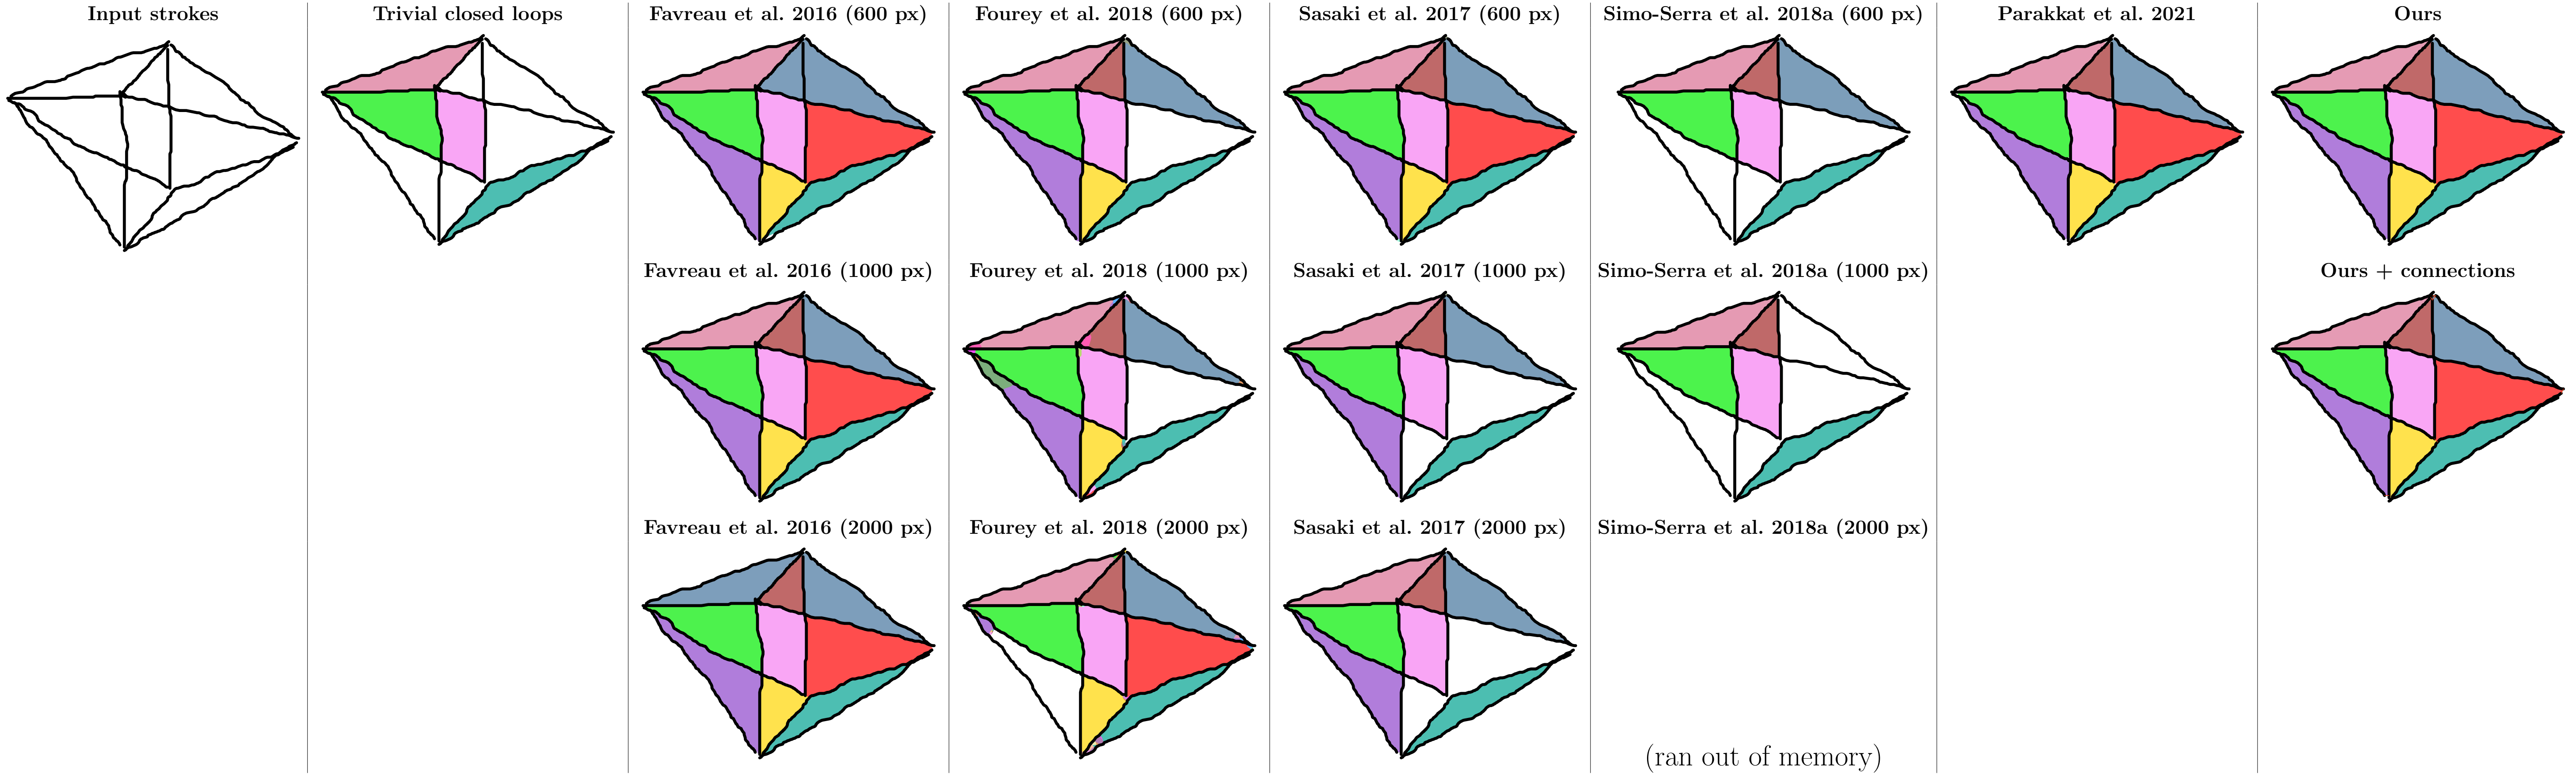 Input strokes
Trivial closed loops
Favreau et al. 2016 (600 px)
Fourey et al. 2018 (600 px)
Sasaki et al. 2017 (600 px)
Simo-Serra et al. 2018a (600 px)
Parakkat et al. 2021
Ours
Favreau et al. 2016 (1000 px)
Fourey et al. 2018 (1000 px)
Sasaki et al. 2017 (1000 px)
Simo-Serra et al. 2018a (1000 px)
Ours + connections
Favreau et al. 2016 (2000 px)
Fourey et al. 2018 (2000 px)
Sasaki et al. 2017 (2000 px)
Simo-Serra et al. 2018a (2000 px)
(ran out of memory)